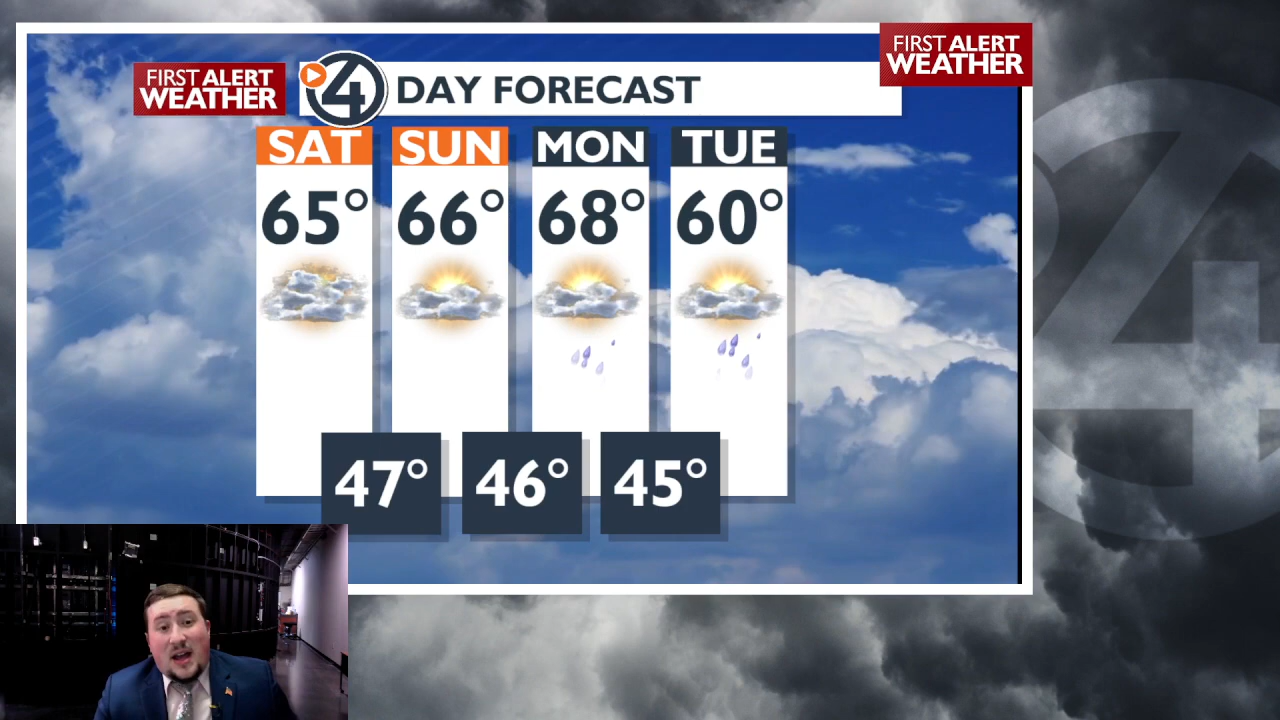 FIRST ALERT
WEATHER
4 DAY FORECAST
FIRST ALERT
WEATHER
SAT SUN MON TUE
65° 66° 68° 60°
47° 46° 45°
4